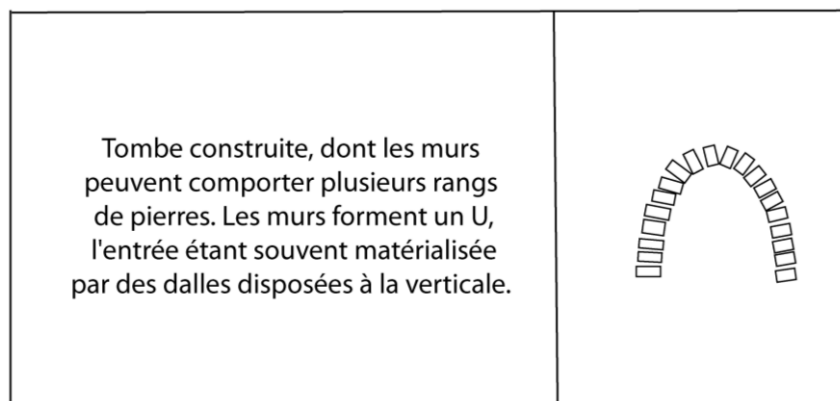 Tombe construite, dont les murs
peuvent comporter plusieurs rangs
de pierres. Les murs forment un U,
l'entrée étant souvent matérialisée
par des dalles disposées à la verticale.